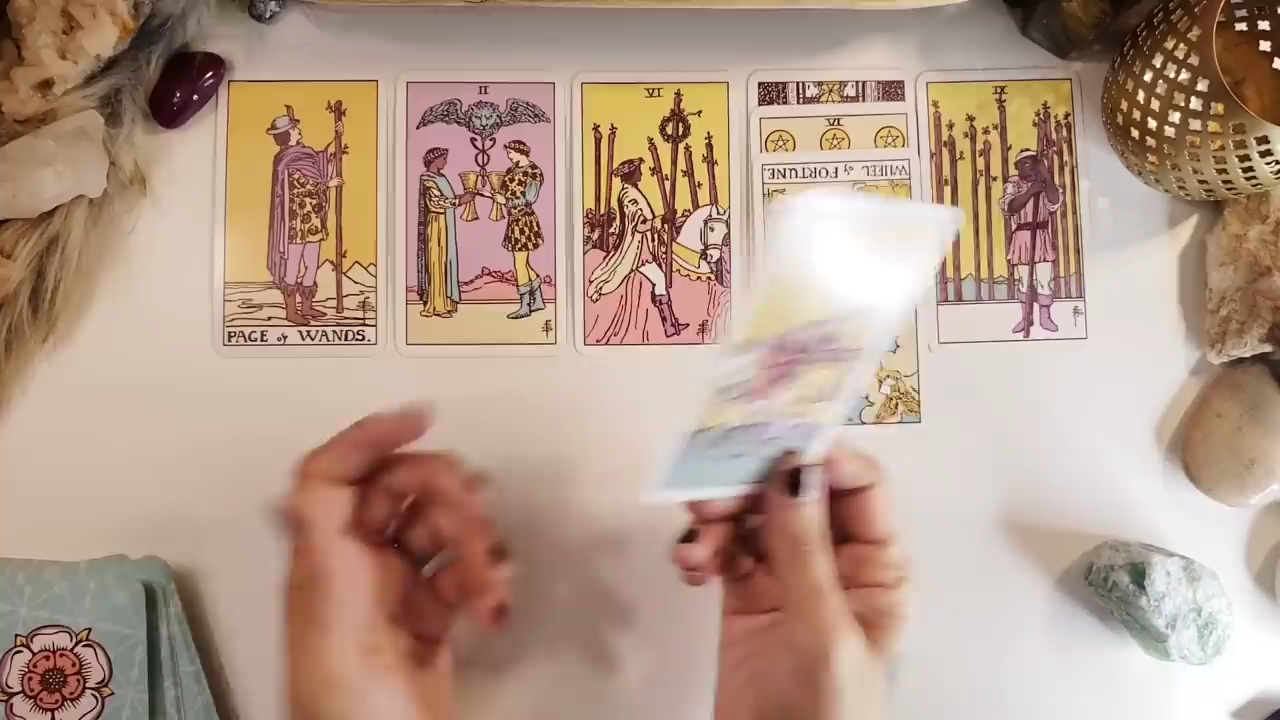 PAGE of WANDS.
II
VI
VI
WHEEL of FORTUNE.
IX